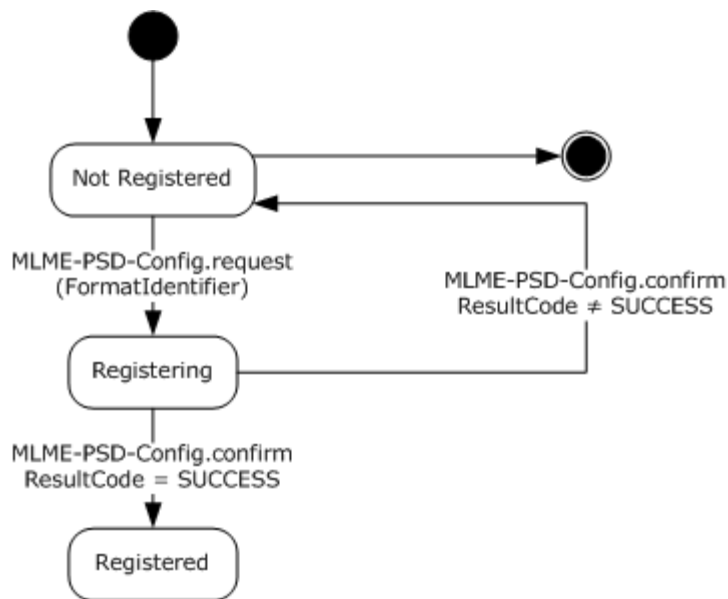 Not Registered
MLME-PSD-Config.request
(FormatIdentifier)
MLME-PSD-Config.confirm
ResultCode ≠ SUCCESS
Registering
MLME-PSD-Config.confirm
ResultCode = SUCCESS
Registered